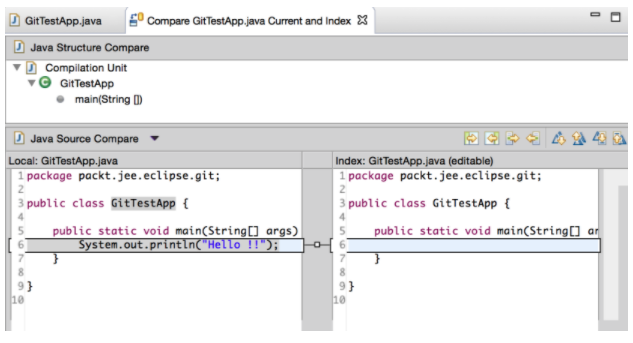 GitTestApp.java
Compare GitTestApp.java Current and Index
Java Structure Compare
Compilation Unit
GitTestApp
main(String [])
Java Source Compare
Local: GitTestApp.java
1 package packt.jee.eclipse.git;
2
3 public class GitTestApp {
4
5 public static void main(String[] args)
6 System.out.println("Hello !!");
7 }
8
9 }
10
Index: GitTestApp.java (editable)
1 package packt.jee.eclipse.git;
2
3 public class GitTestApp {
4
5 public static void main(String[] ar
6
7 }
8
9 }
10